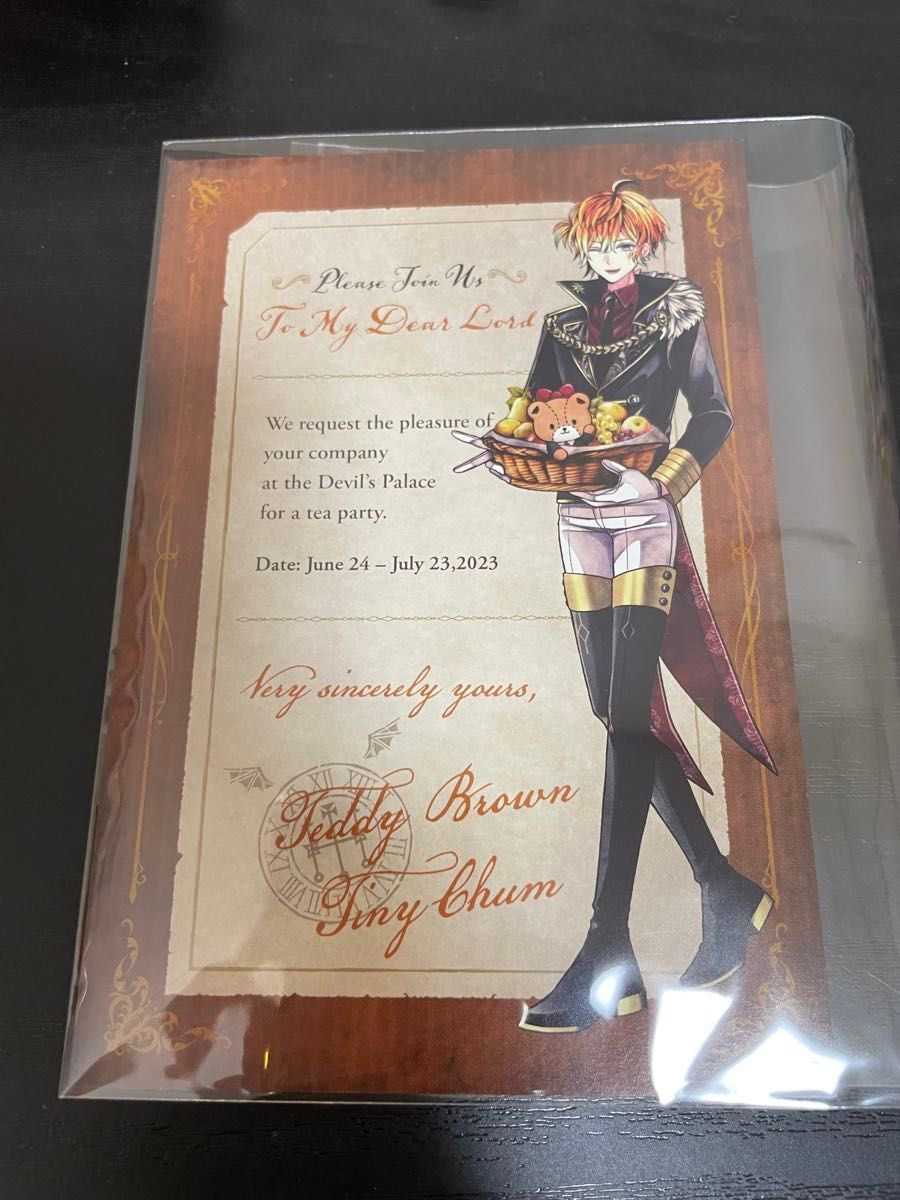 Please Join Us
To My Dear Lord
We request the pleasure of
your company
at the Devil's Palace
for a tea party.
Date: June 24 – July 23,2023
Very sincerely yours,
Teddy Brown
Tiny Chum